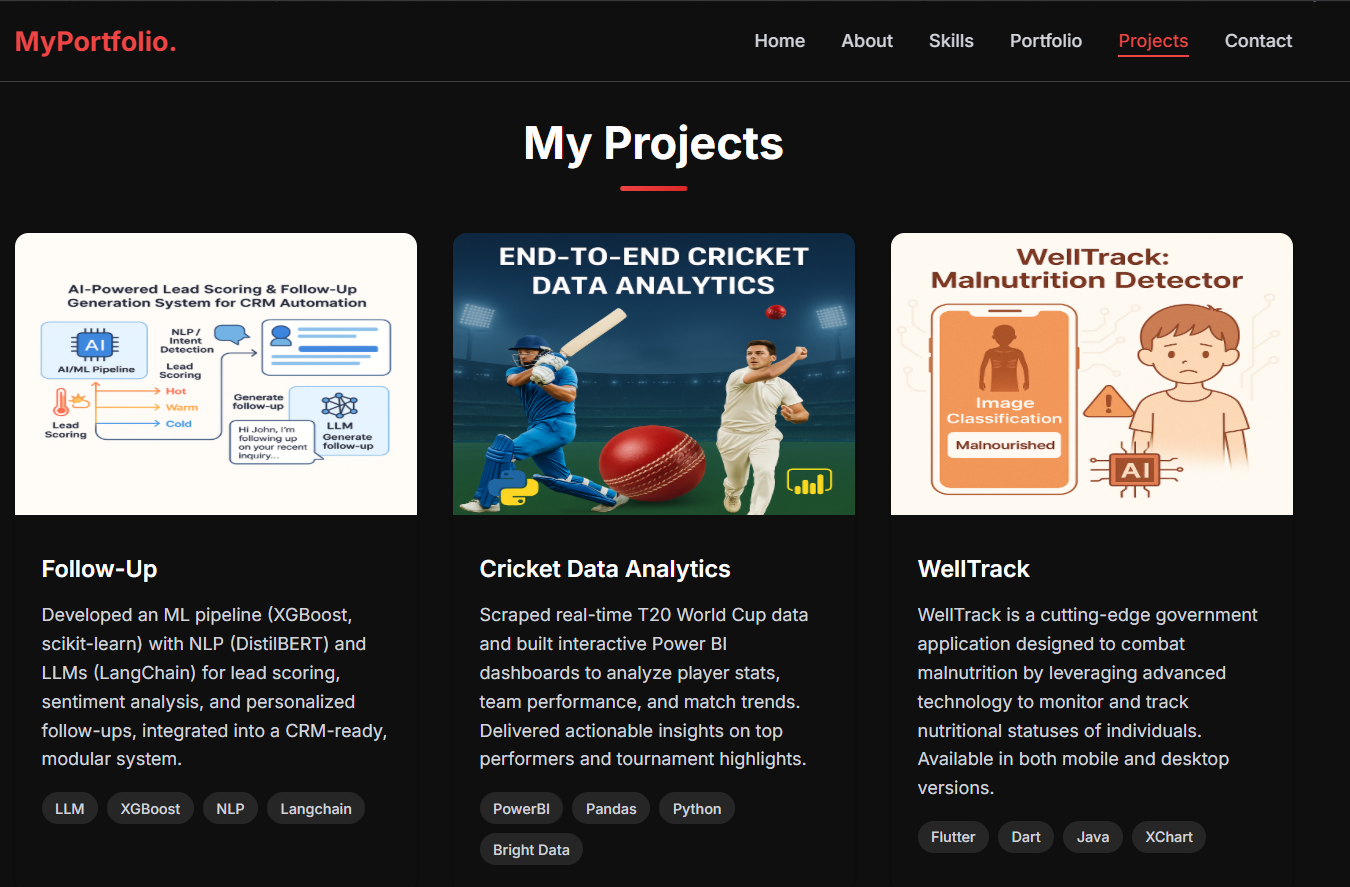 MyPortfolio.
Home
About
Skills
Portfolio
Projects
Contact
My Projects
AI-Powered Lead Scoring & Follow-Up
Generation System for CRM Automation
AI
AI/ML Pipeline
NLP /
Intent
Detection
Lead
Scoring
Hot
Warm
Cold
Lead
Scoring
Generate
follow-up
Hi John, I'm
following up
on your recent
inquiry...
LLM
Generate
follow-up
Follow-Up
Developed an ML pipeline (XGBoost,
scikit-learn) with NLP (DistilBERT) and
LLMs (LangChain) for lead scoring,
sentiment analysis, and personalized
follow-ups, integrated into a CRM-ready,
modular system.
LLM
XGBoost
NLP
Langchain
END-TO-END CRICKET
DATA ANALYTICS
Cricket Data Analytics
Scraped real-time T20 World Cup data
and built interactive Power BI
dashboards to analyze player stats,
team performance, and match trends.
Delivered actionable insights on top
performers and tournament highlights.
PowerBI
Pandas
Python
Bright Data
WellTrack:
Malnutrition Detector
Image
Classification
Malnourished
AI
WellTrack
WellTrack is a cutting-edge government
application designed to combat
malnutrition by leveraging advanced
technology to monitor and track
nutritional statuses of individuals.
Available in both mobile and desktop
versions.
Flutter
Dart
Java
XChart